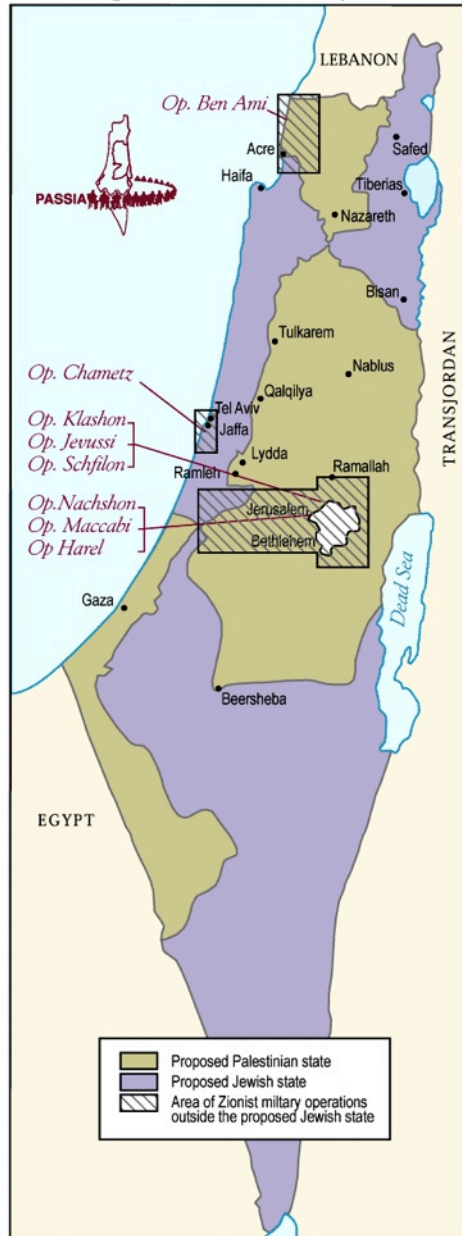 LEBANON
Op. Ben Ami
Acre
Safed
Haifa
Tiberias
PASSIA
Nazareth
Bisan
Tulkarem
Nablus
TRANSJORDAN
Op. Chametz
Qalqilya
Tel Aviv
Jaffa
Op. Klashon
Op. Jevussi
Op. Schfilon
Lydda
Ramleh
Ramallah
Op.Nachshon
Op. Maccabi
Op Harel
Jerusalem
Bethlehem
Dead Sea
Gaza
Beersheba
EGYPT
Proposed Palestinian state
Proposed Jewish state
Area of Zionist miltary operations
outside the proposed Jewish state